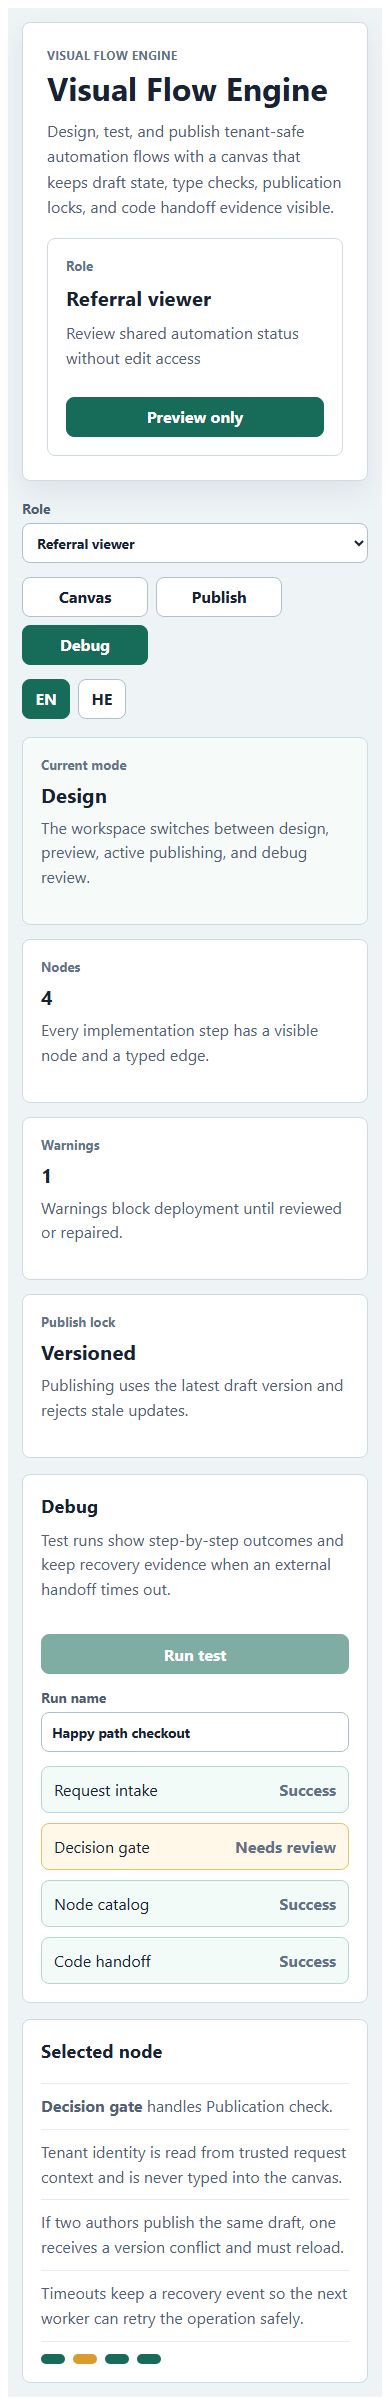 VISUAL FLOW ENGINE
Visual Flow Engine
Design, test, and publish tenant-safe
automation flows with a canvas that
keeps draft state, type checks, publication
locks, and code handoff evidence visible.
Role
Referral viewer
Review shared automation status
without edit access
Preview only
Role
Referral viewer
Canvas
Publish
Debug
EN
HE
Current mode
Design
The workspace switches between design,
preview, active publishing, and debug
review.
Nodes
4
Every implementation step has a visible
node and a typed edge.
Warnings
1
Warnings block deployment until reviewed
or repaired.
Publish lock
Versioned
Publishing uses the latest draft version and
rejects stale updates.
Debug
Test runs show step-by-step outcomes and
keep recovery evidence when an external
handoff times out.
Run test
Run name
Happy path checkout
Request intake Success
Decision gate Needs review
Node catalog Success
Code handoff Success
Selected node
Decision gate handles Publication check.
Tenant identity is read from trusted request
context and is never typed into the canvas.
If two authors publish the same draft, one
receives a version conflict and must reload.
Timeouts keep a recovery event so the next
worker can retry the operation safely.